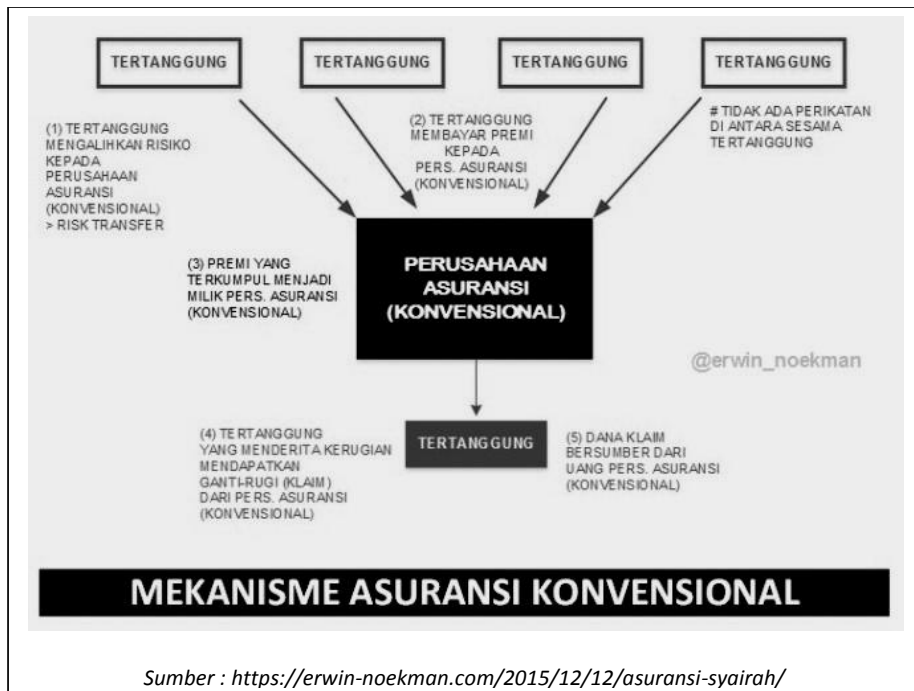 TERTANGGUNG
TERTANGGUNG
TERTANGGUNG
TERTANGGUNG
(1) TERTANGGUNG
MENGALIHKAN RISIKO
KEPADA
PERUSAHAAN
ASURANSI
(KONVENSIONAL)
> RISK TRANSFER
(2) TERTANGGUNG
MEMBAYAR PREMI
KEPADA
PERS. ASURANSI
(KONVENSIONAL)
# TIDAK ADA PERIKATAN
DI ANTARA SESAMA
TERTANGGUNG
(3) PREMI YANG
TERKUMPUL MENJADI
MILIK PERS. ASURANSI
(KONVENSIONAL)
PERUSAHAAN
ASURANSI
(KONVENSIONAL)
@erwin_noekman
(4) TERTANGGUNG
YANG MENDERITA KERUGIAN
MENDAPATKAN
GANTI-RUGI (KLAIM)
DARI PERS. ASURANSI
(KONVENSIONAL)
TERTANGGUNG
(5) DANA KLAIM
BERSUMBER DARI
UANG PERS. ASURANSI
(KONVENSIONAL)
MEKANISME ASURANSI KONVENSIONAL
Sumber : https://erwin-noekman.com/2015/12/12/asuransi-syairah/